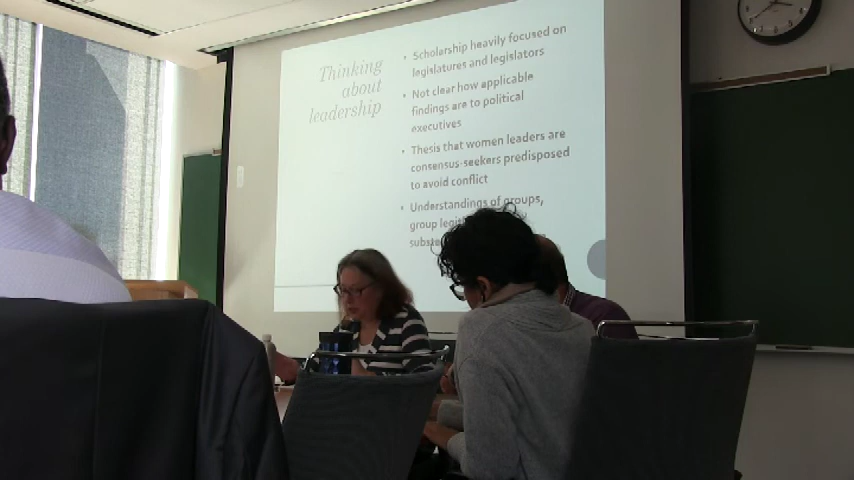 Thinking
about
leadership
• Scholarship heavily focused on
legislatures and legislators
• Not clear how applicable
findings are to political
executives
• Thesis that women leaders are
consensus-seekers predisposed
to avoid conflict
• Understandings of groups,
group